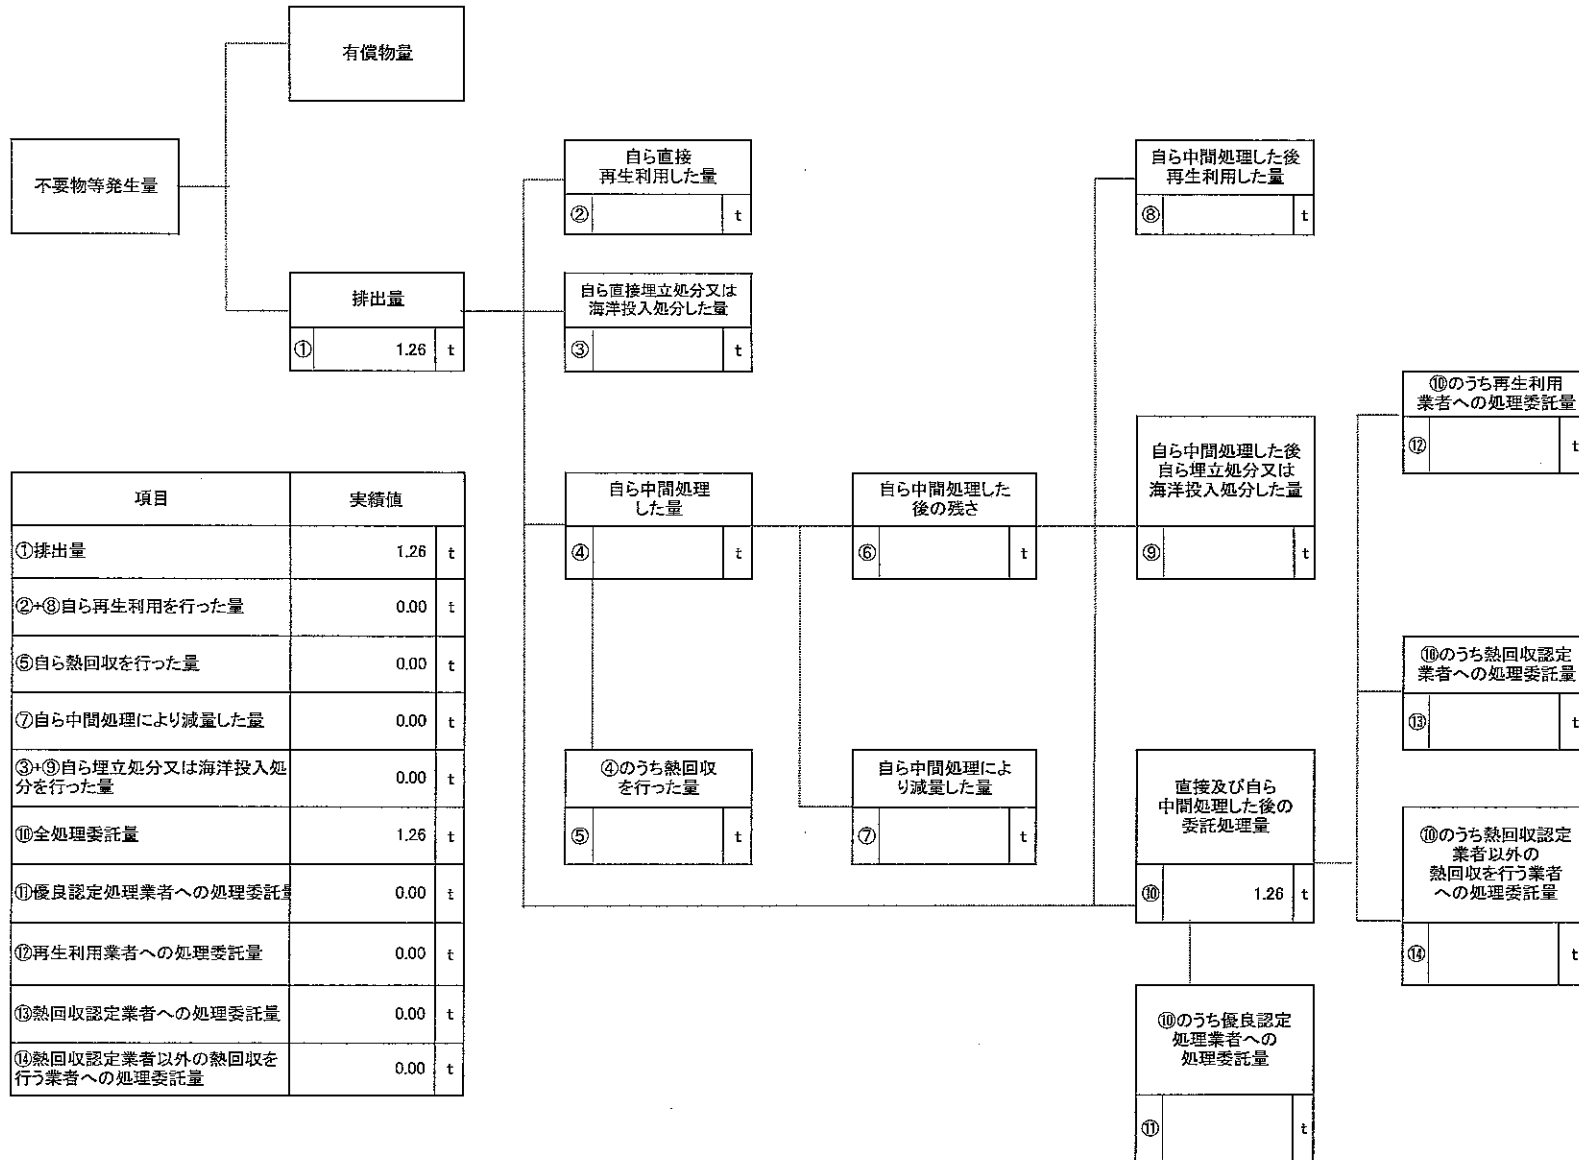 有償物量
不要物等発生量
排出量
① 1.26 t
自ら直接
再生利用した量
② t
自ら直接埋立処分又は
海洋投入処分した量
③ t
自ら中間処理
した量
④ t
④のうち熱回収
を行った量
⑤ t
自ら中間処理した
後の残さ
⑥ t
自ら中間処理によ
り減量した量
⑦ t
自ら中間処理した後
再生利用した量
⑧ t
自ら中間処理した後
自ら埋立処分又は
海洋投入処分した量
⑨ t
直接及び自ら
中間処理した後の
委託処理量
⑩ 1.26 t
⑩のうち優良認定
処理業者への
処理委託量
⑪ t
⑩のうち再生利用
業者への処理委託量
⑫ t
⑩のうち熱回収認定
業者への処理委託量
⑬ t
⑩のうち熱回収認定
業者以外の
熱回収を行う業者
への処理委託量
⑭ t
項目 実績値
①排出量 1.26 t
②+⑧自ら再生利用を行った量 0.00 t
⑤自ら熱回収を行った量 0.00 t
⑦自ら中間処理により減量した量 0.00 t
③+⑨自ら埋立処分又は海洋投入処
分を行った量 0.00 t
⑩全処理委託量 1.26 t
⑪優良認定処理業者への処理委託量 0.00 t
⑫再生利用業者への処理委託量 0.00 t
⑬熱回収認定業者への処理委託量 0.00 t
⑭熱回収認定業者以外の熱回収を
行う業者への処理委託量 0.00 t